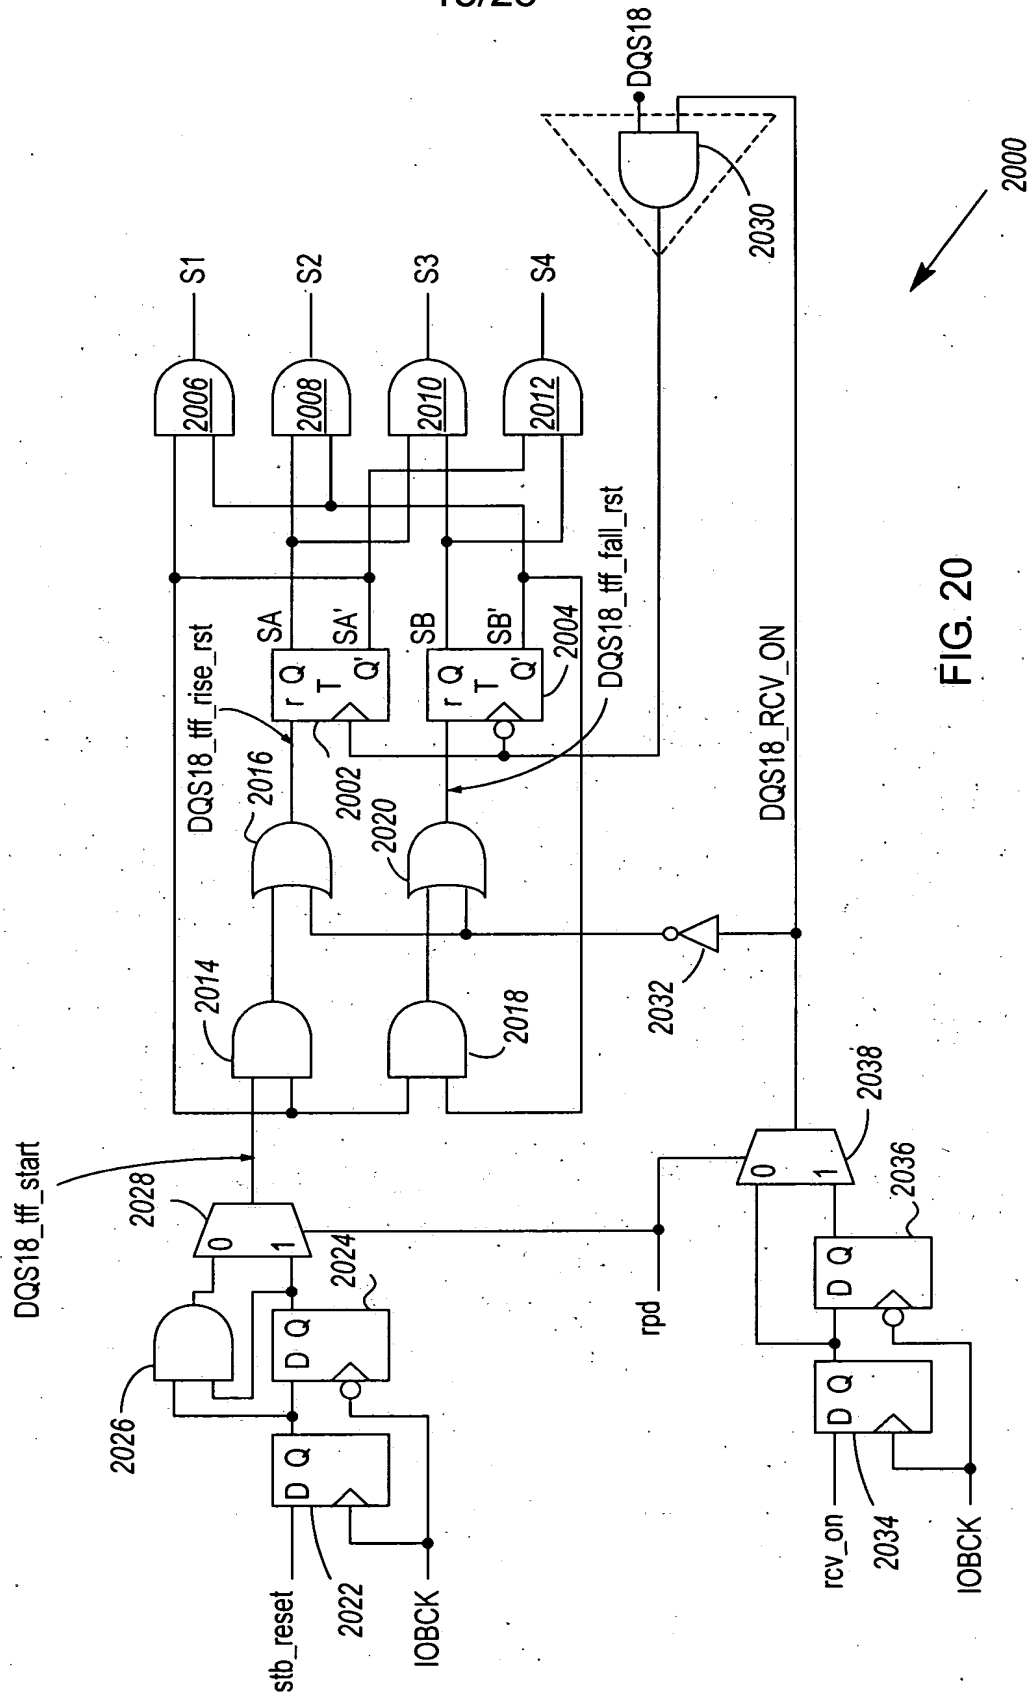 DQS18_tff_start
2028
0
1
2026
D Q
2024
D Q
2022
stb_reset
IOBCK
2014
2016
DQS18_tff_rise_rst
2018
2020
2002
r Q
T
Q'
SA
SA'
r Q
T
Q'
SB
SB'
2004
DQS18_tff_fall_rst
2006
S1
2008
S2
2010
S3
2012
S4
DQS18
2030
2032
DQS18_RCV_ON
rpd
0
1
2038
D Q
2036
D Q
2034
rcv_on
IOBCK
2000
FIG. 20